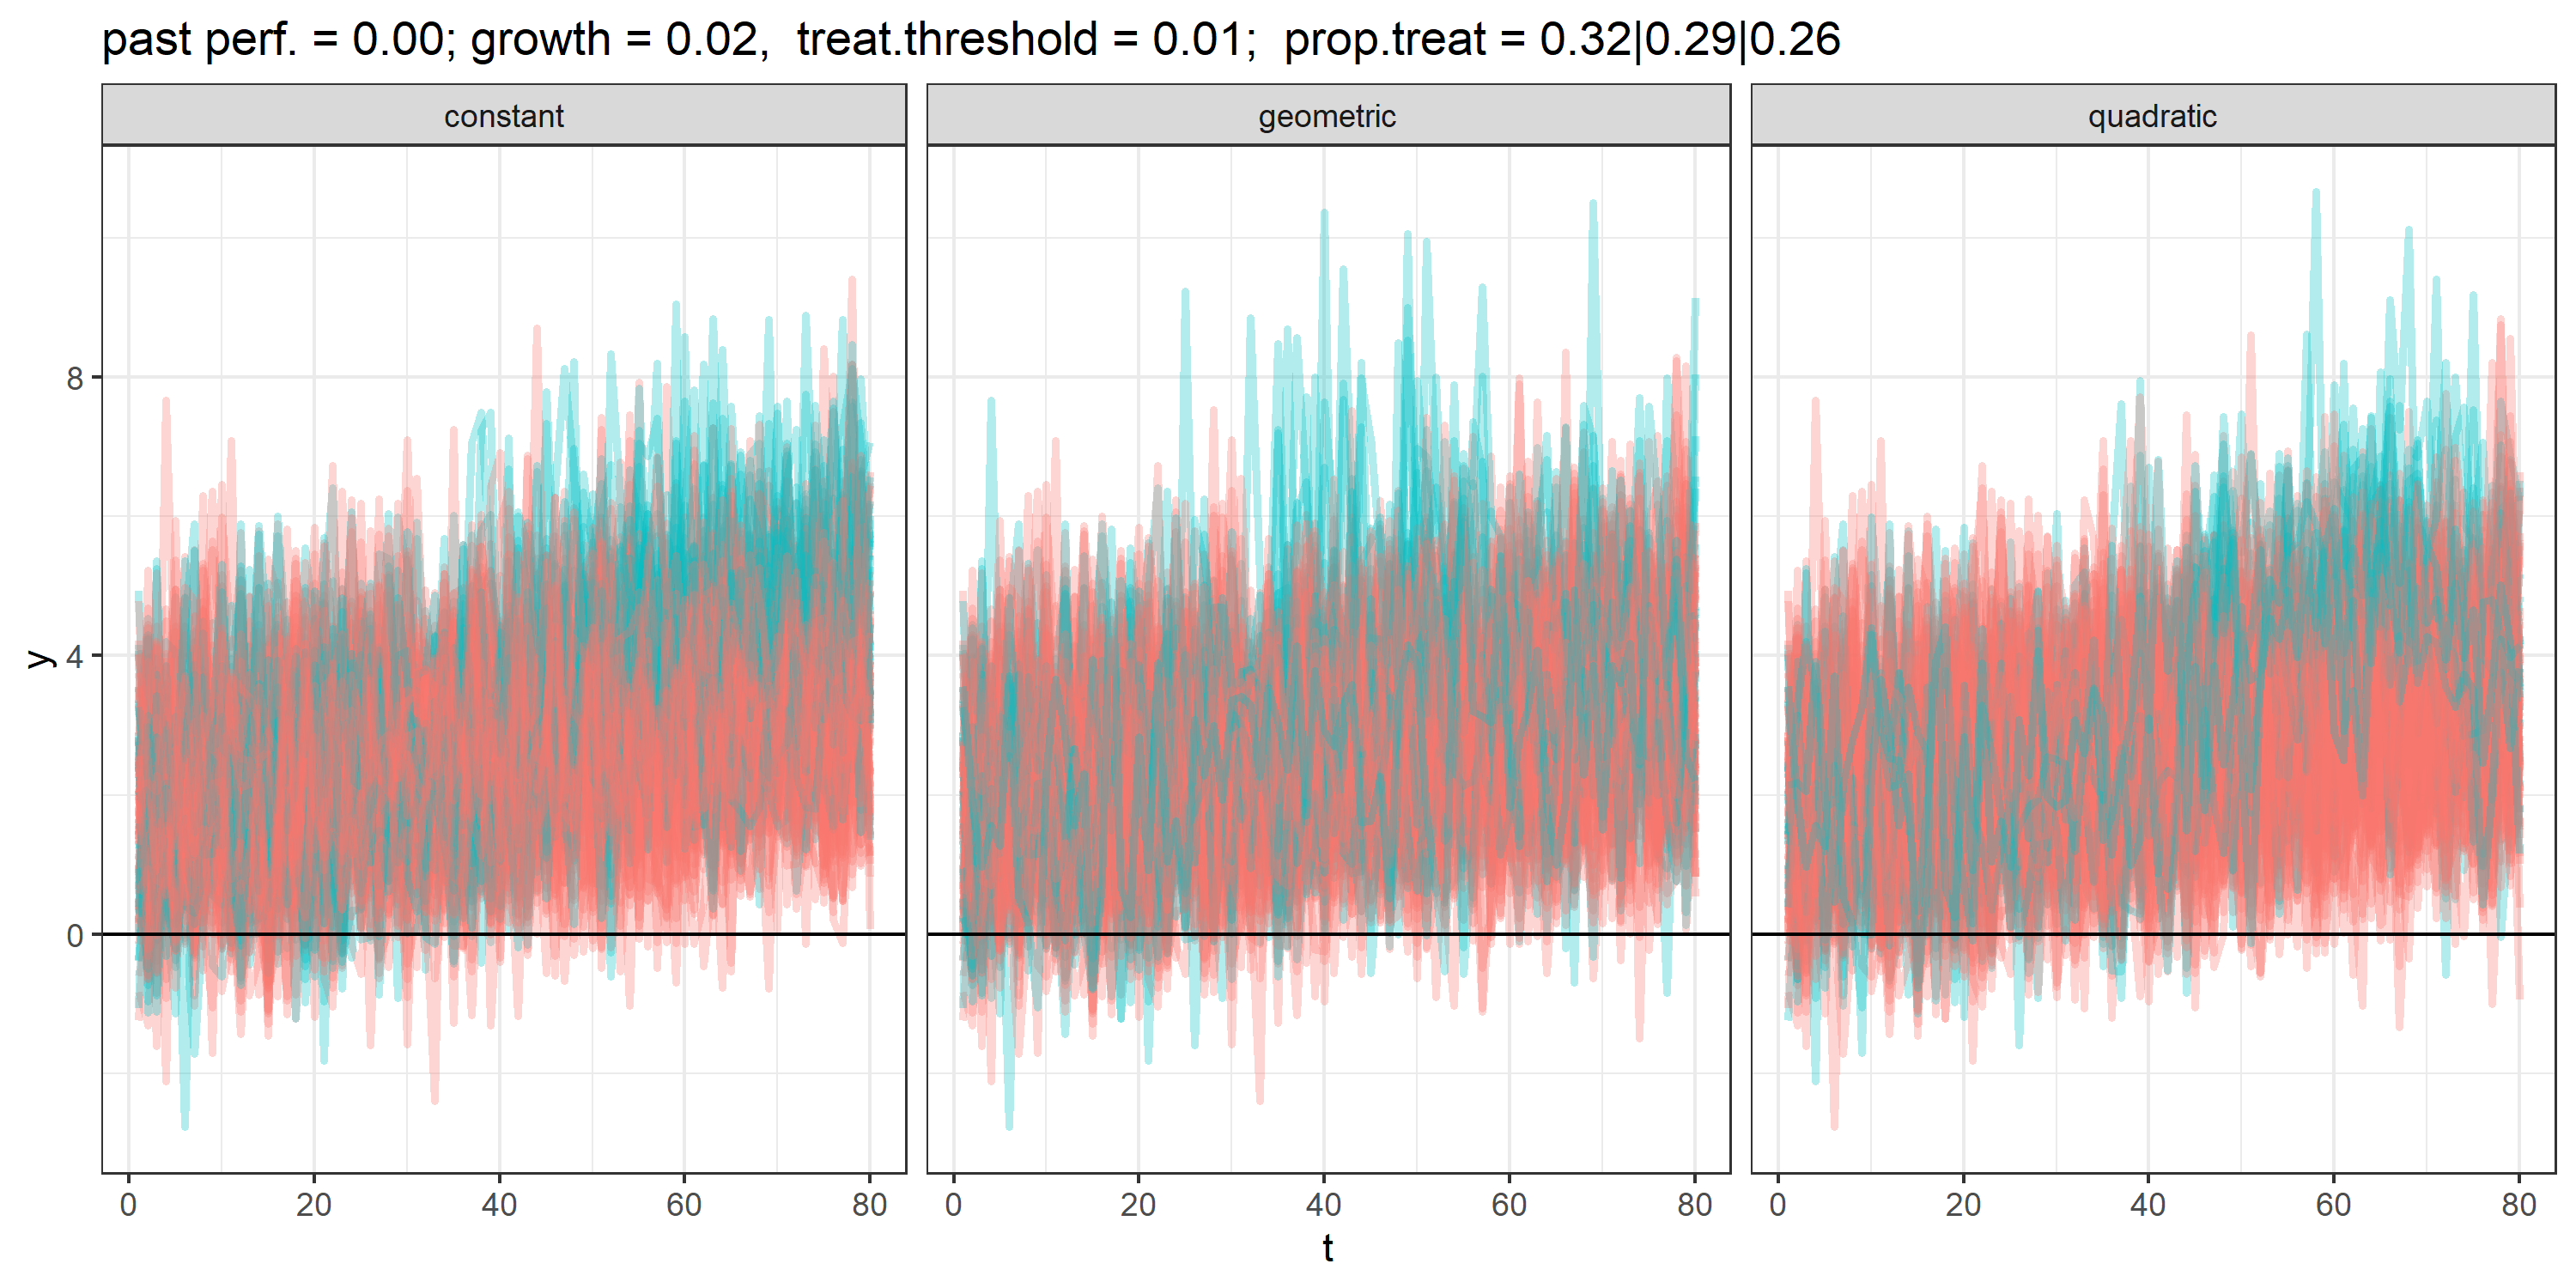 past perf. = 0.00; growth = 0.02,  treat.threshold = 0.01;  prop.treat = 0.32|0.29|0.26
constant geometric quadratic
8
4
0
y
0 20 40 60 80 0 20 40 60 80 0 20 40 60 80
t